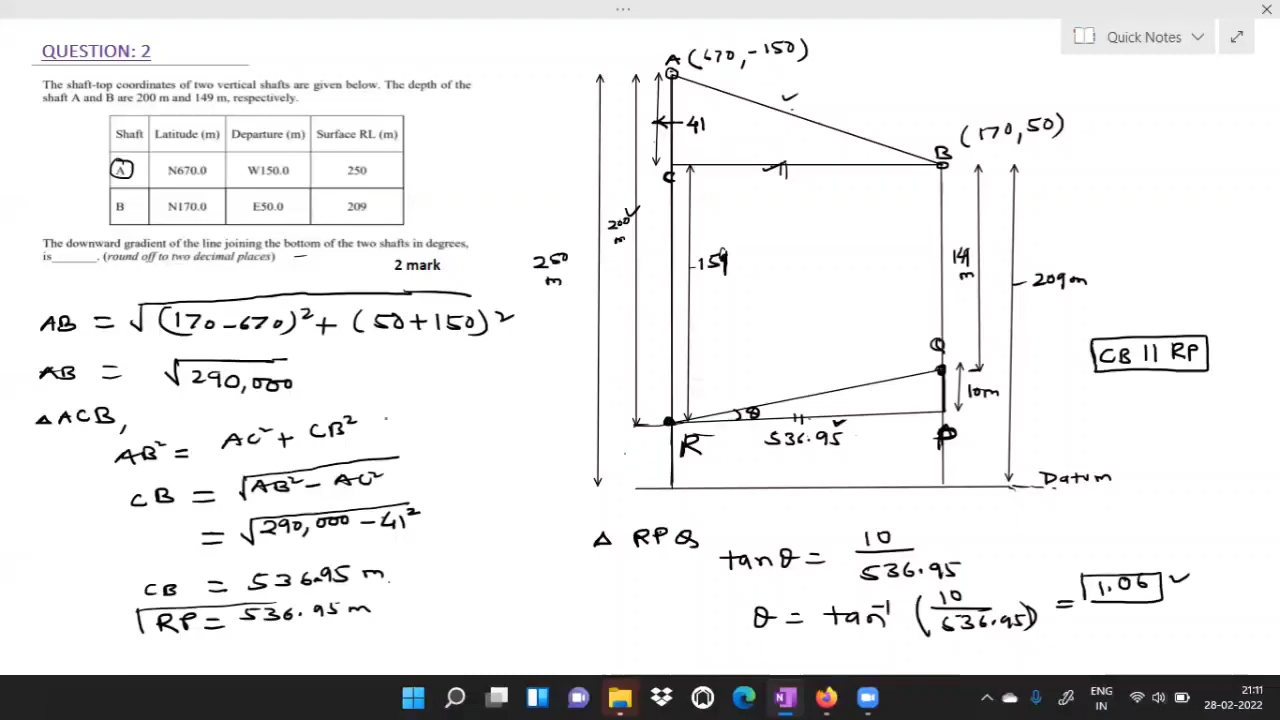 Quick Notes
QUESTION: 2
The shaft-top coordinates of two vertical shafts are given below. The depth of the
shaft A and B are 200 m and 149 m, respectively.
Shaft Latitude (m) Departure (m) Surface RL (m)
A N670.0 W150.0 250
B N170.0 E50.0 209
The downward gradient of the line joining the bottom of the two shafts in degrees,
is_______. (round off to two decimal places)
2 mark
AB = √(170-670)² + (50+150)²
AB = √290,000
△ACB,
AB² = AC² + CB²
CB = √AB² - AC²
= √290,000 - 41²
CB = 536.95 m.
RP = 536.95 m
A (670, -150)
41
B (170, 50)
C
200 m
250 m
159
149 m
209m
Q
10m
θ
R
536.95
P
Datum
CB || RP
△ RPQ
tanθ = 10/536.95
θ = tan⁻¹ (10/536.95) = 1.06
ENG
IN
21:11
28-02-2022